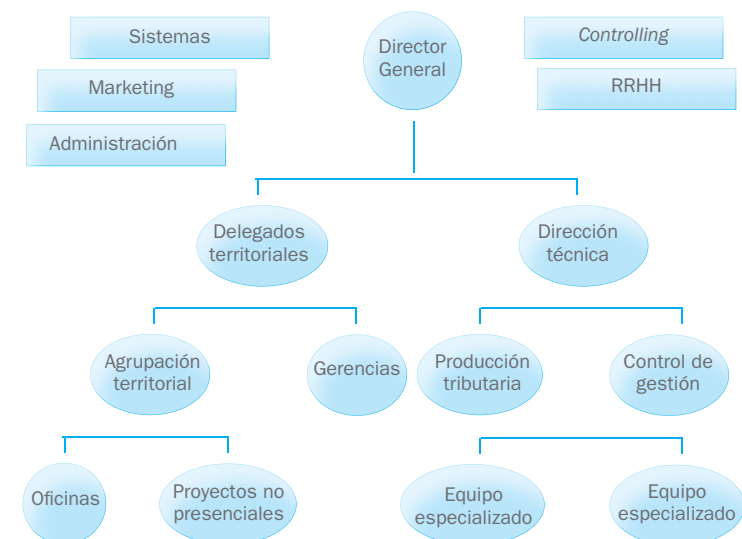 Sistemas
Marketing
Administración
Director
General
Controlling
RRHH
Delegados
territoriales
Dirección
técnica
Agrupación
territorial
Gerencias
Producción
tributaria
Control de
gestión
Oficinas
Proyectos no
presenciales
Equipo
especializado
Equipo
especializado